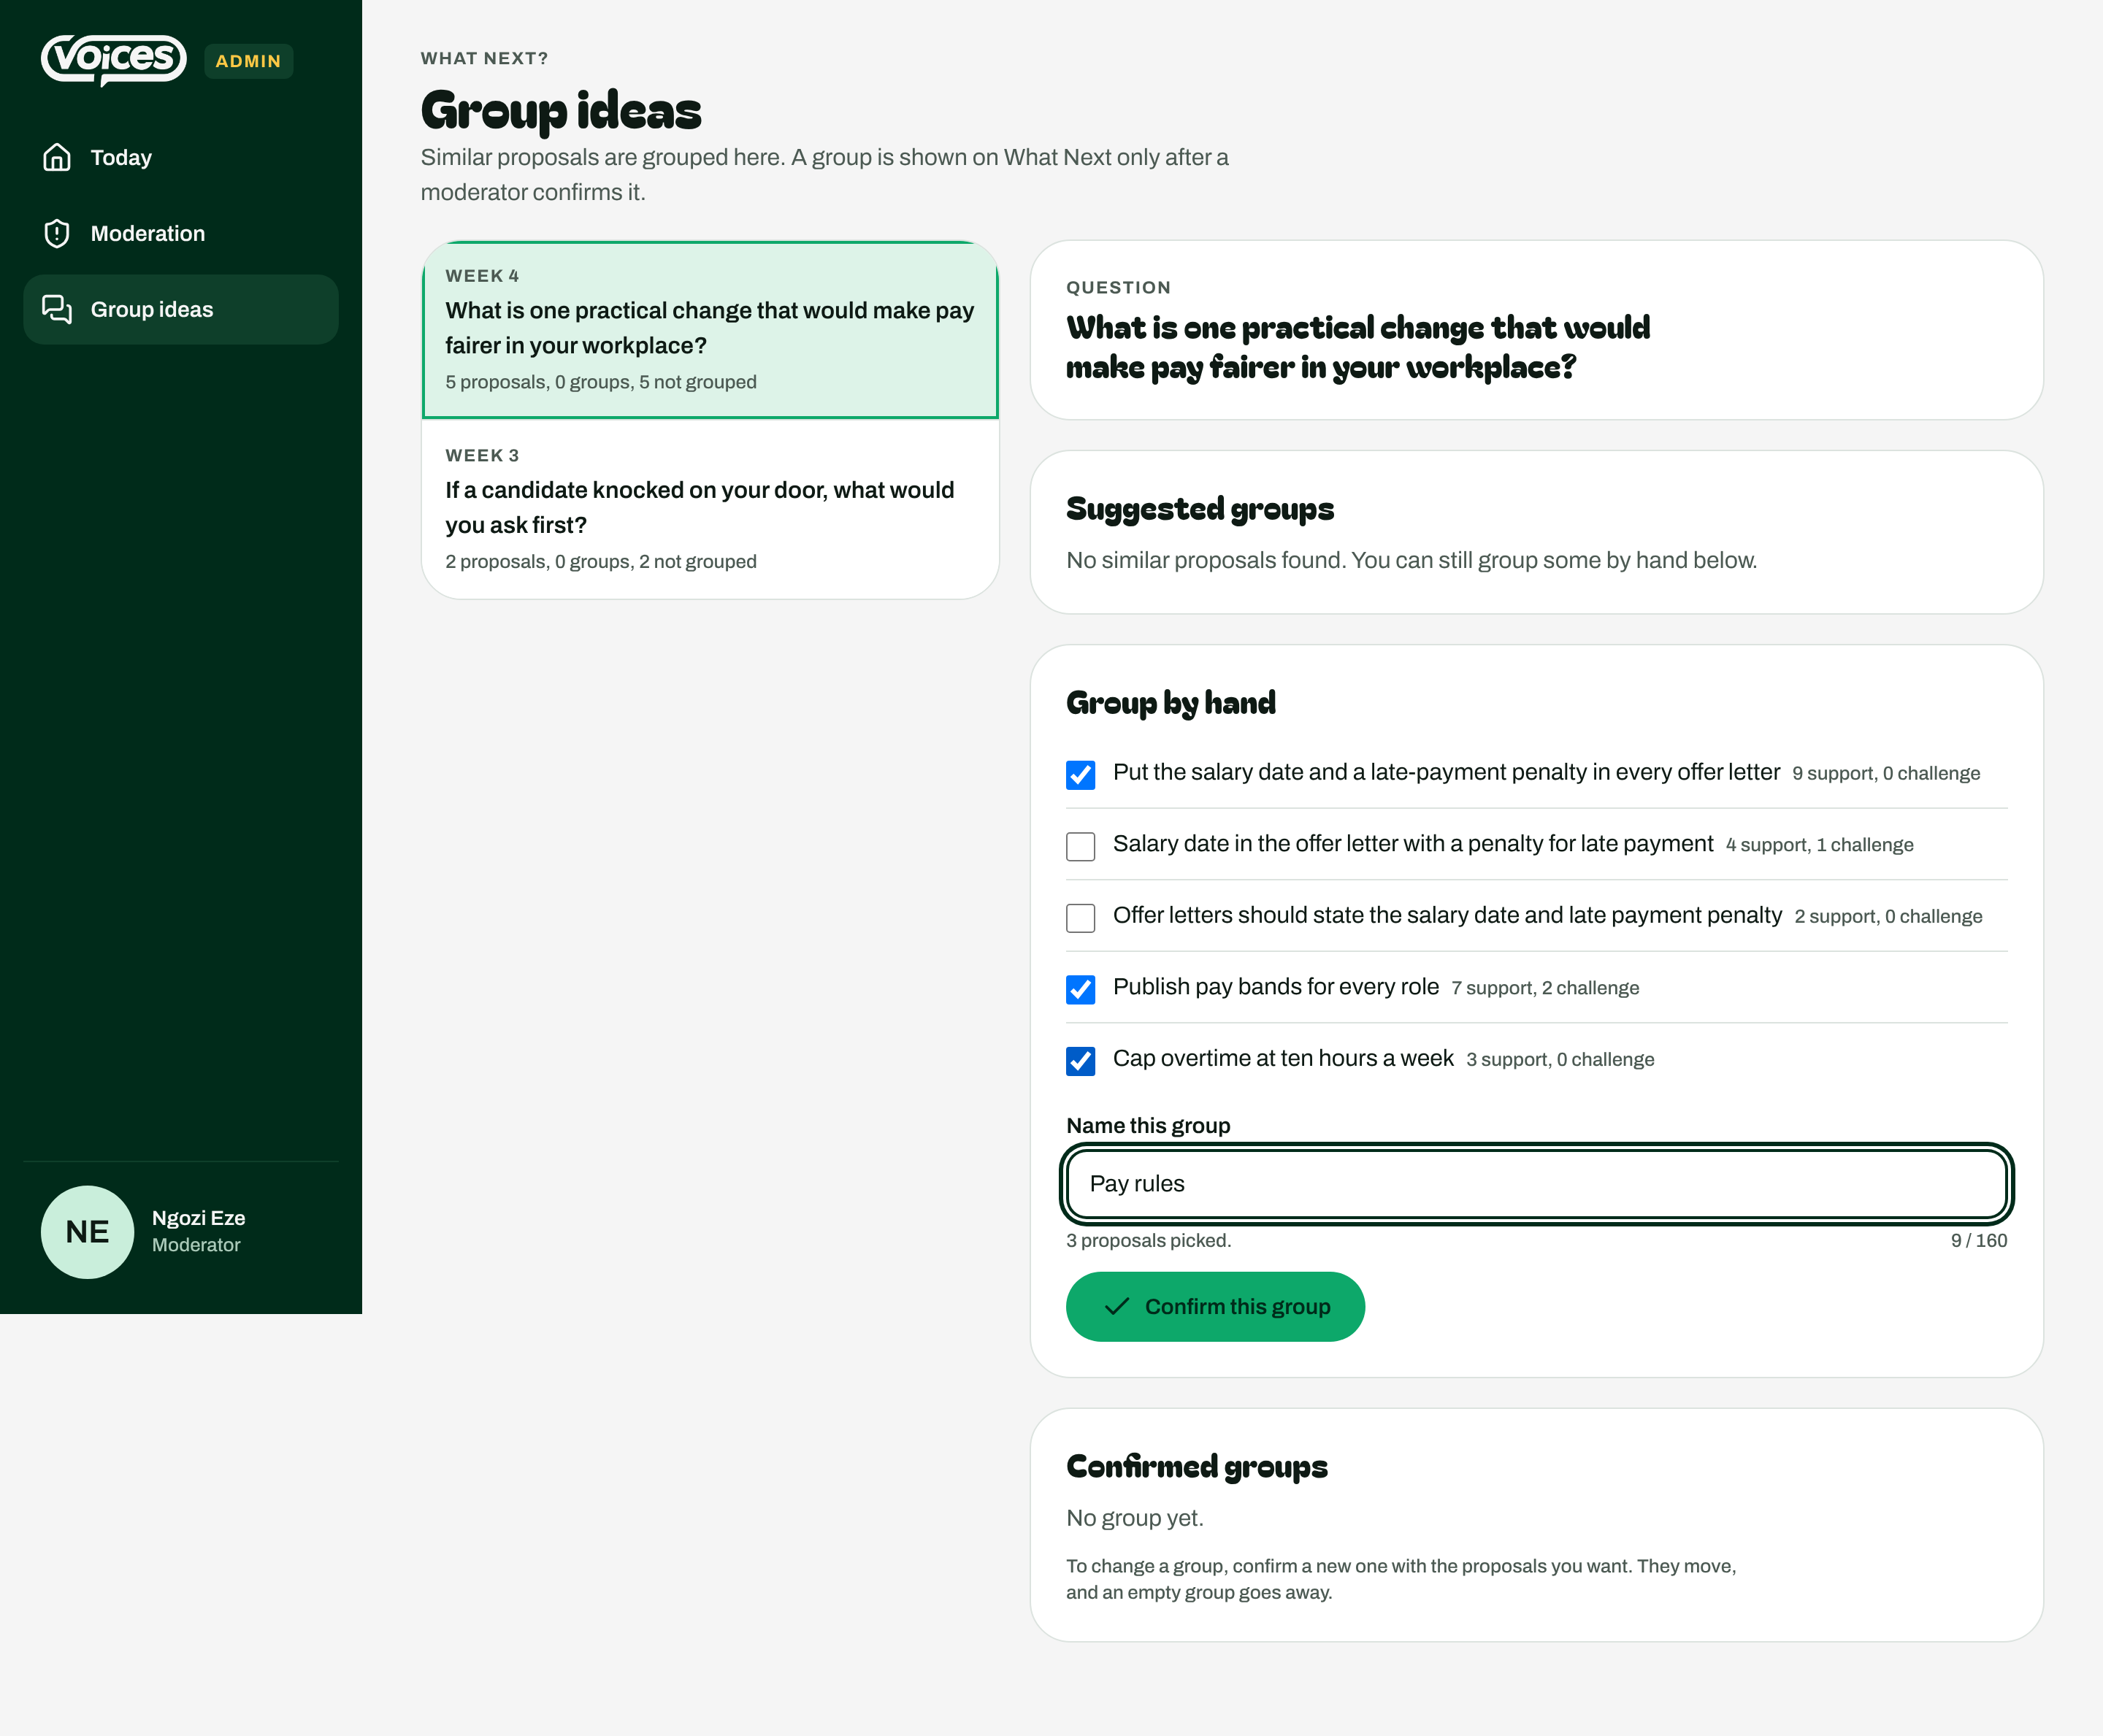 Voices
ADMIN
Today
Moderation
Group ideas
NE
Ngozi Eze
Moderator
WHAT NEXT?
Group ideas
Similar proposals are grouped here. A group is shown on What Next only after a
moderator confirms it.
WEEK 4
What is one practical change that would make pay
fairer in your workplace?
5 proposals, 0 groups, 5 not grouped
WEEK 3
If a candidate knocked on your door, what would
you ask first?
2 proposals, 0 groups, 2 not grouped
QUESTION
What is one practical change that would
make pay fairer in your workplace?
Suggested groups
No similar proposals found. You can still group some by hand below.
Group by hand
Put the salary date and a late-payment penalty in every offer letter 9 support, 0 challenge
Salary date in the offer letter with a penalty for late payment 4 support, 1 challenge
Offer letters should state the salary date and late payment penalty 2 support, 0 challenge
Publish pay bands for every role 7 support, 2 challenge
Cap overtime at ten hours a week 3 support, 0 challenge
Name this group
Pay rules
3 proposals picked. 9 / 160
Confirm this group
Confirmed groups
No group yet.
To change a group, confirm a new one with the proposals you want. They move,
and an empty group goes away.